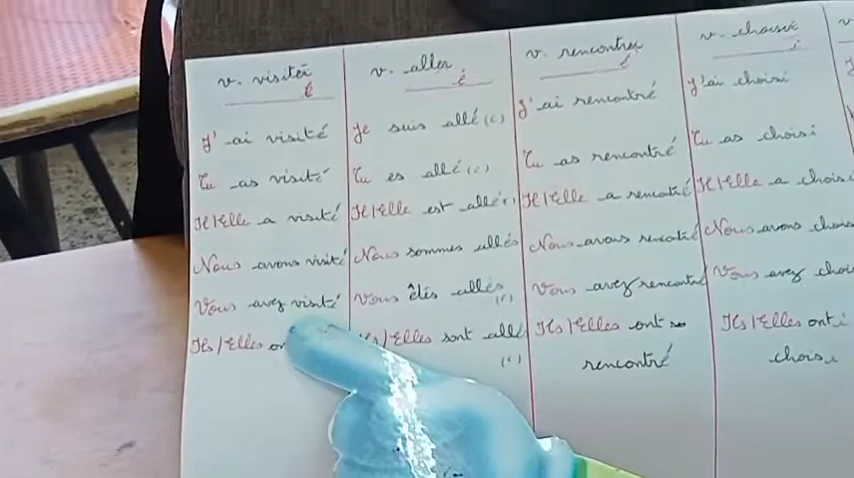 v. visiter
é
J'ai visité
Tu as visité
Il/Elle a visité
Nous avons visité
Vous avez visité
Ils/Elles
v. aller
é
Je suis allé(e)
Tu es allé(e)
Il/Elle est allé(e)
Nous sommes allés
Vous êtes allés
(e)
Ils/Elles sont allés
(e)
v. rencontrer
é
J'ai rencontré
Tu as rencontré
Il/Elle a rencontré
Nous avons rencontré
Vous avez rencontré
Ils/Elles ont
rencontré
v. choisir
i
J'ai choisi
Tu as choisi
Il/Elle a choisi
Nous avons
Vous avez
Ils/Elles ont
choisi